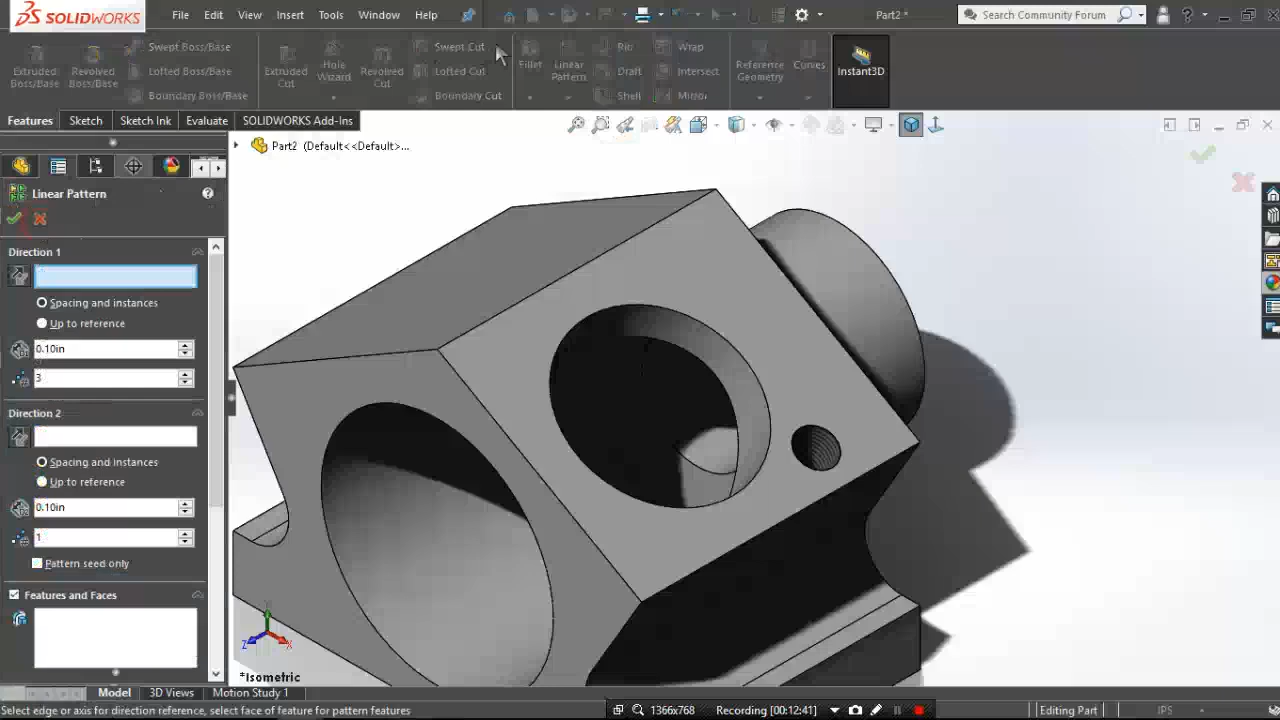 SOLIDWORKS
File Edit View Insert Tools Window Help
Part2 *
Search Community Forum
Extruded Boss/Base
Revolved Boss/Base
Swept Boss/Base
Lofted Boss/Base
Boundary Boss/Base
Extruded Cut
Hole Wizard
Revolved Cut
Swept Cut
Lofted Cut
Boundary Cut
Fillet
Linear Pattern
Rib
Draft
Shell
Wrap
Intersect
Mirror
Reference Geometry
Curves
Instant3D
Features Sketch Sketch Ink Evaluate SOLIDWORKS Add-Ins
Part2 (Default<<Default>...
Linear Pattern
Direction 1
Spacing and instances
Up to reference
0.10in
3
Direction 2
Spacing and instances
Up to reference
0.10in
1
Pattern seed only
Features and Faces
Z
X
*Isometric
Model 3D Views Motion Study 1
Select edge or axis for direction reference, select face of feature for pattern features
1366x768 Recording [00:12:41]
Editing Part
IPS